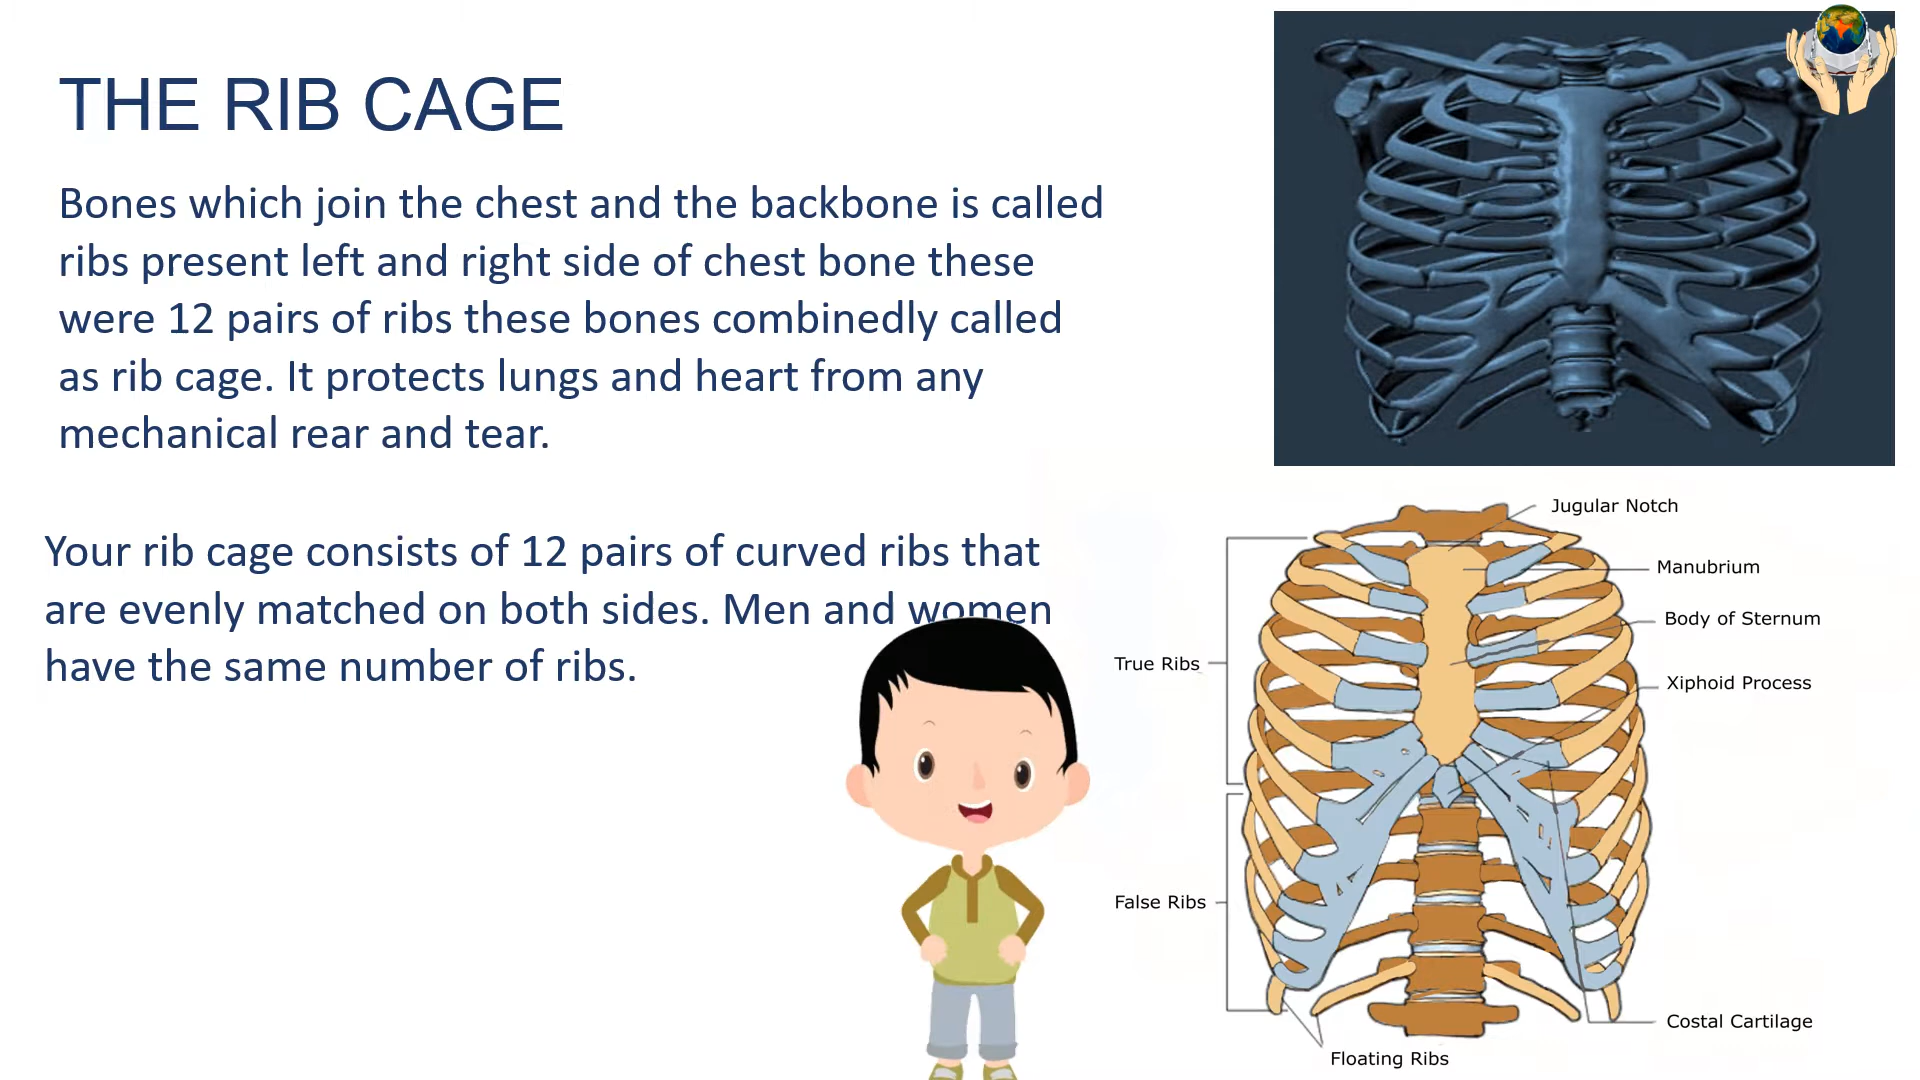 THE RIB CAGE
Bones which join the chest and the backbone is called
ribs present left and right side of chest bone these
were 12 pairs of ribs these bones combinedly called
as rib cage. It protects lungs and heart from any
mechanical rear and tear.
Your rib cage consists of 12 pairs of curved ribs that
are evenly matched on both sides. Men and women
have the same number of ribs.
Jugular Notch
Manubrium
Body of Sternum
True Ribs
Xiphoid Process
False Ribs
Costal Cartilage
Floating Ribs